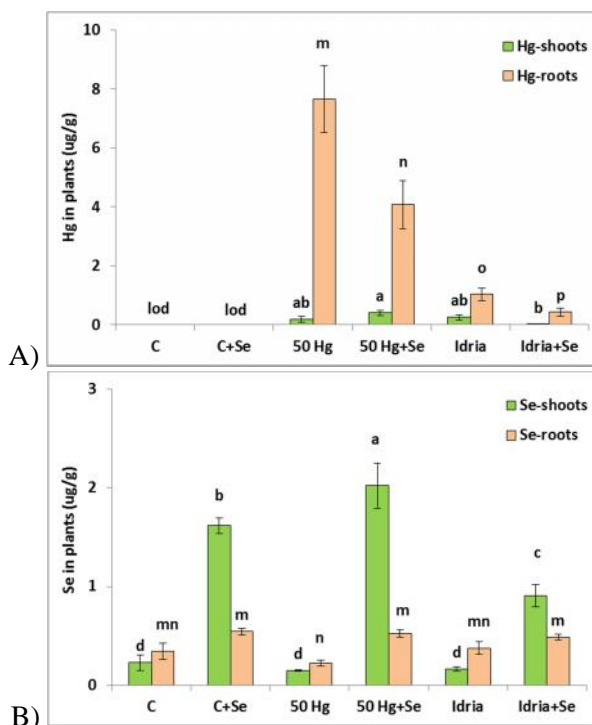 10
Hg-shoots
m
Hg-roots
8
Hg in plants (ug/g)
6
n
4
2
o
ab
a
ab
b
p
lod
lod
0
C
C+Se
50 Hg
50 Hg+Se
Idria
Idria+Se
A)
3
Se-shoots
Se-roots
a
Se in plants (ug/g)
2
b
c
1
m
m
m
mn
mn
d
d
n
d
0
C
C+Se
50 Hg
50 Hg+Se
Idria
Idria+Se
B)